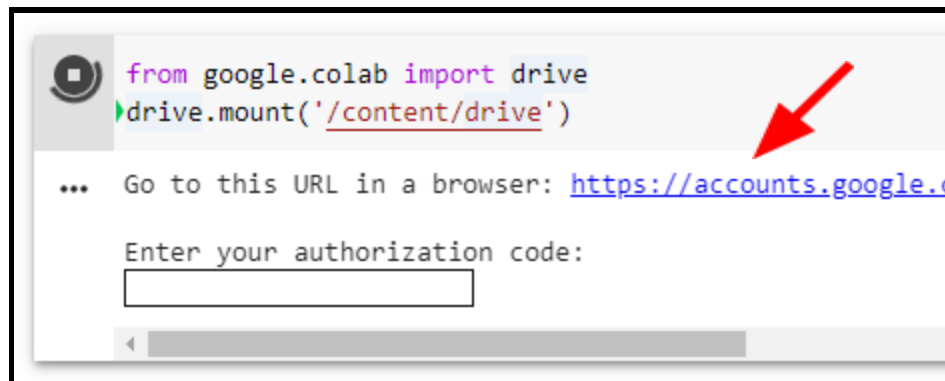 from google.colab import drive
drive.mount('/content/drive')
Go to this URL in a browser: https://accounts.google.
Enter your authorization code: